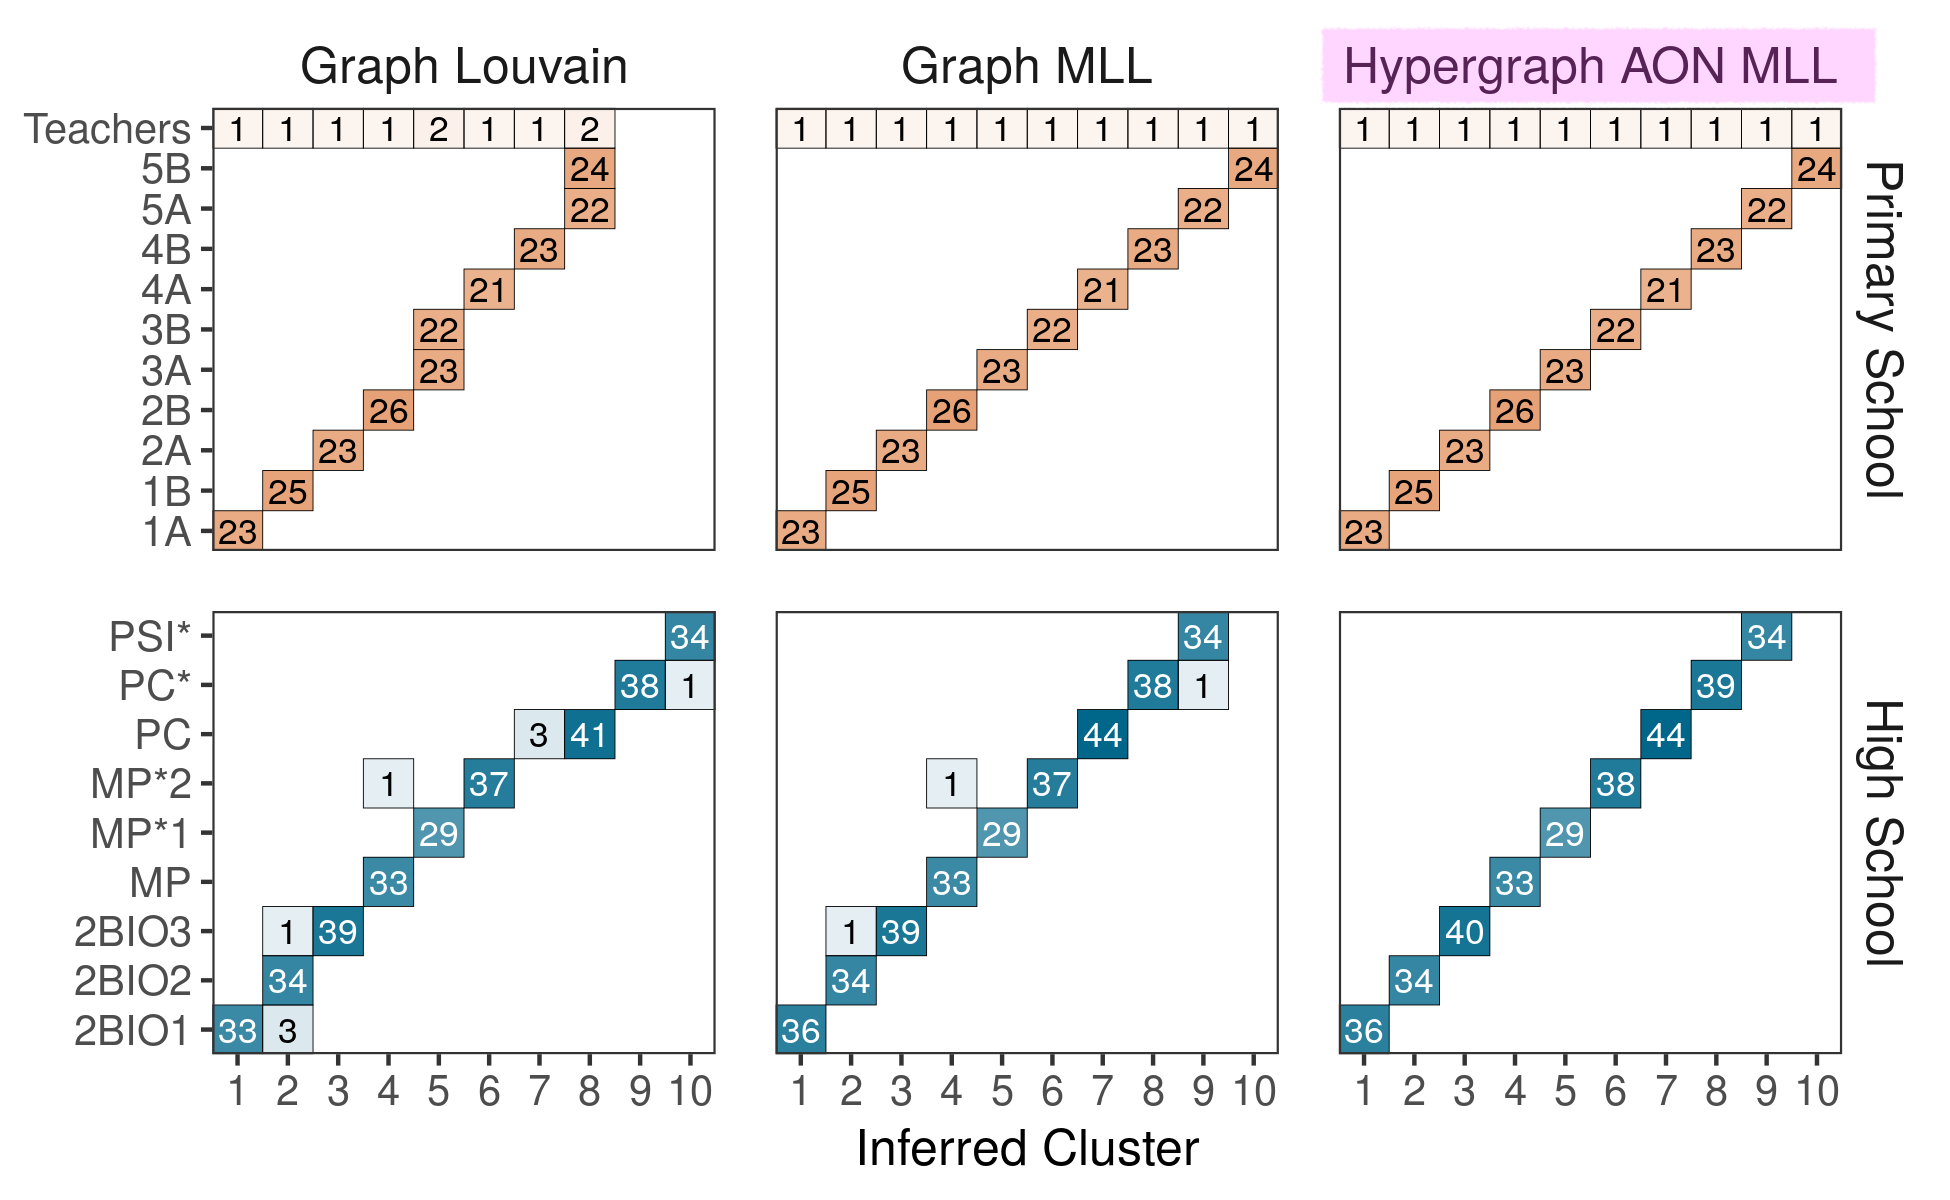 Graph Louvain Graph MLL Hypergraph AON MLL
Teachers 1 1 1 1 2 1 1 2 1 1 1 1 1 1 1 1 1 1 1 1 1 1 1 1 1 1 1 1
5B 24 24 24
5A 22 22 22
4B 23 23 23
4A 21 21 21
3B 22 22 22
3A 23 23 23
2B 26 26 26
2A 23 23 23
1B 25 25 25
1A 23 23 23
Primary School
PSI* 34 34 34
PC* 38 1 38 1 39
PC 3 41 44 44
MP*2 1 37 1 37 38
MP*1 29 29 29
MP 33 33 33
2BIO3 1 39 1 39 40
2BIO2 34 34 34
2BIO1 33 3 36 36
High School
1 2 3 4 5 6 7 8 9 10 1 2 3 4 5 6 7 8 9 10 1 2 3 4 5 6 7 8 9 10
Inferred Cluster